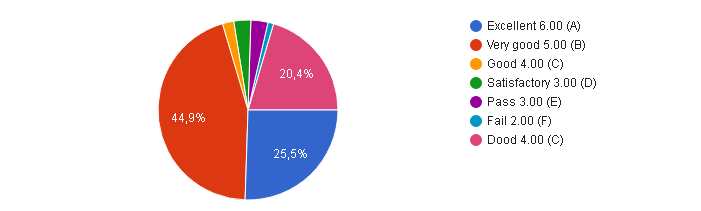 Excellent 6.00 (A)
Very good 5.00 (B)
Good 4.00 (C)
Satisfactory 3.00 (D)
Pass 3.00 (E)
Fail 2.00 (F)
Dood 4.00 (C)
20,4%
44,9%
25,5%